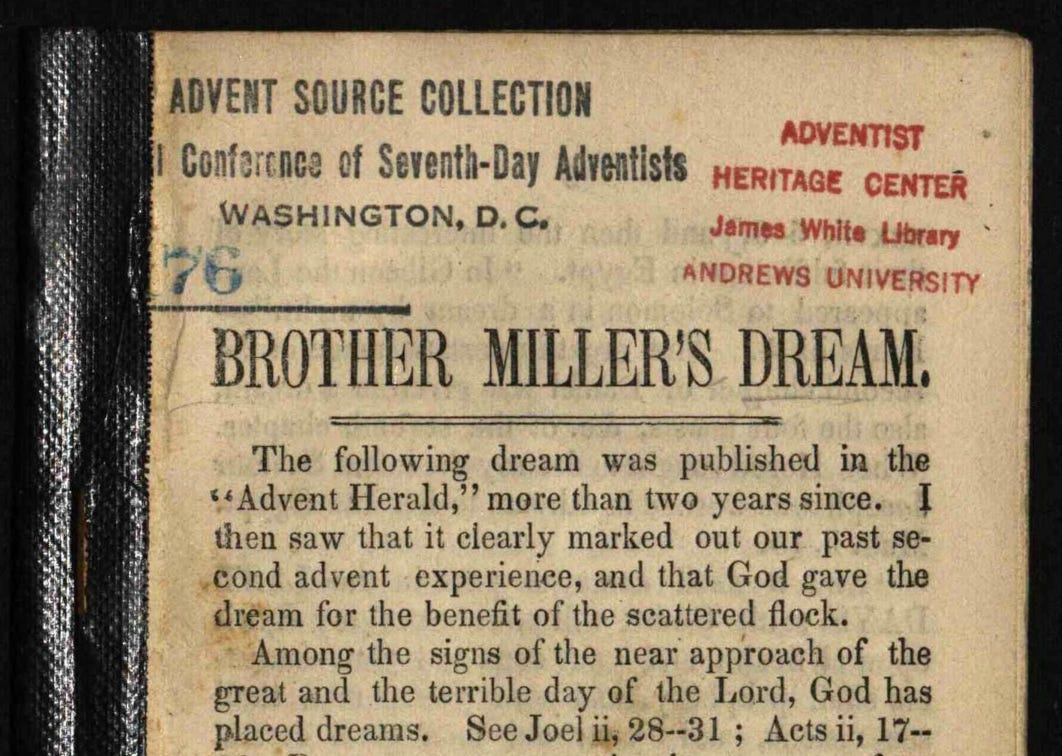 ADVENT SOURCE COLLECTION
l Conference of Seventh-Day Adventists
WASHINGTON, D. C.
76
ADVENTIST
HERITAGE CENTER
James White Library
ANDREWS UNIVERSITY
BROTHER MILLER'S DREAM.
The following dream was published in the
"Advent Herald," more than two years since. I
then saw that it clearly marked out our past se-
cond advent experience, and that God gave the
dream for the benefit of the scattered flock.
Among the signs of the near approach of the
great and the terrible day of the Lord, God has
placed dreams. See Joel ii, 28--31 ; Acts ii, 17--